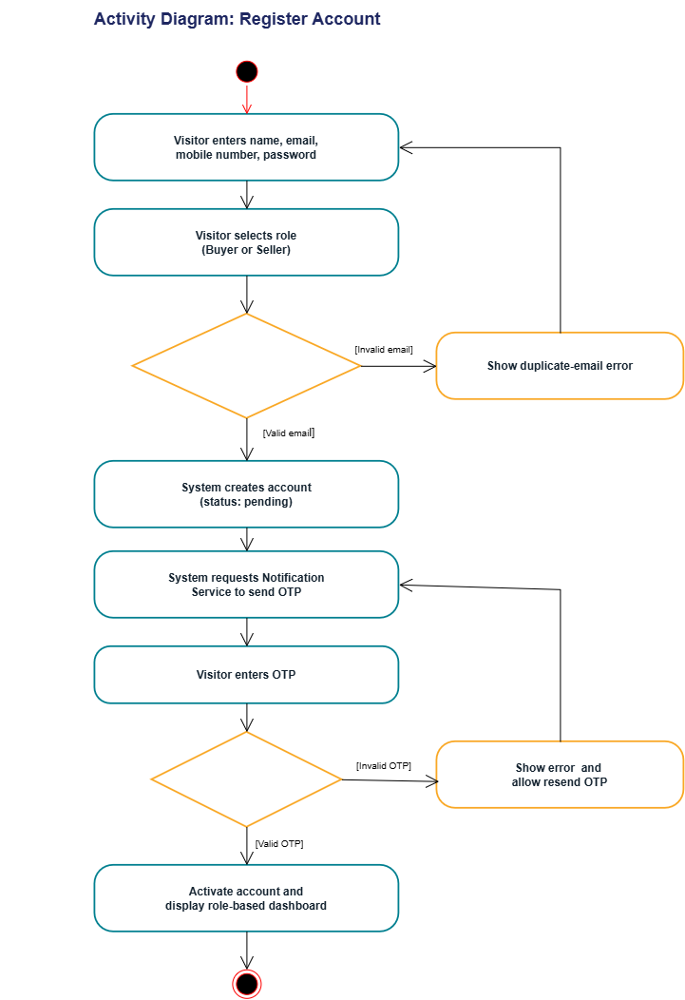 Activity Diagram: Register Account
Visitor enters name, email,
mobile number, password
Visitor selects role
(Buyer or Seller)
[Invalid email]
Show duplicate-email error
[Valid email]
System creates account
(status: pending)
System requests Notification
Service to send OTP
Visitor enters OTP
[Invalid OTP]
Show error  and
allow resend OTP
[Valid OTP]
Activate account and
display role-based dashboard